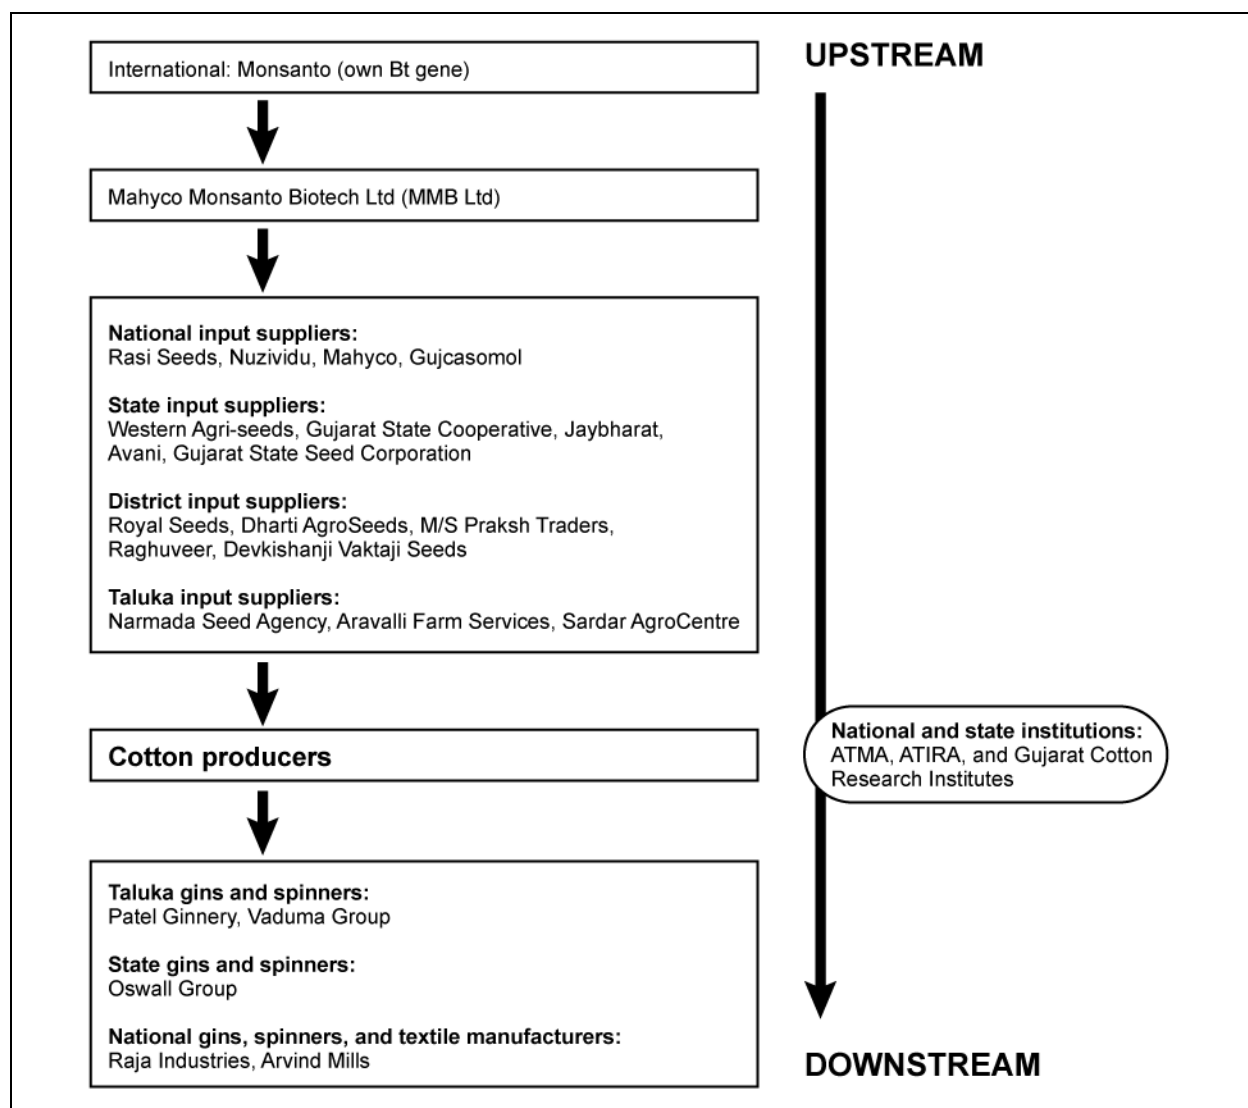 International: Monsanto (own Bt gene)
UPSTREAM
Mahyco Monsanto Biotech Ltd (MMB Ltd)
National input suppliers:
Rasi Seeds, Nuzividu, Mahyco, Gujcasomol
State input suppliers:
Western Agri-seeds, Gujarat State Cooperative, Jaybharat,
Avani, Gujarat State Seed Corporation
District input suppliers:
Royal Seeds, Dharti AgroSeeds, M/S Praksh Traders,
Raghuveer, Devkishanji Vaktaji Seeds
Taluka input suppliers:
Narmada Seed Agency, Aravalli Farm Services, Sardar AgroCentre
Cotton producers
National and state institutions:
ATMA, ATIRA, and Gujarat Cotton
Research Institutes
Taluka gins and spinners:
Patel Ginnery, Vaduma Group
State gins and spinners:
Oswall Group
National gins, spinners, and textile manufacturers:
Raja Industries, Arvind Mills
DOWNSTREAM